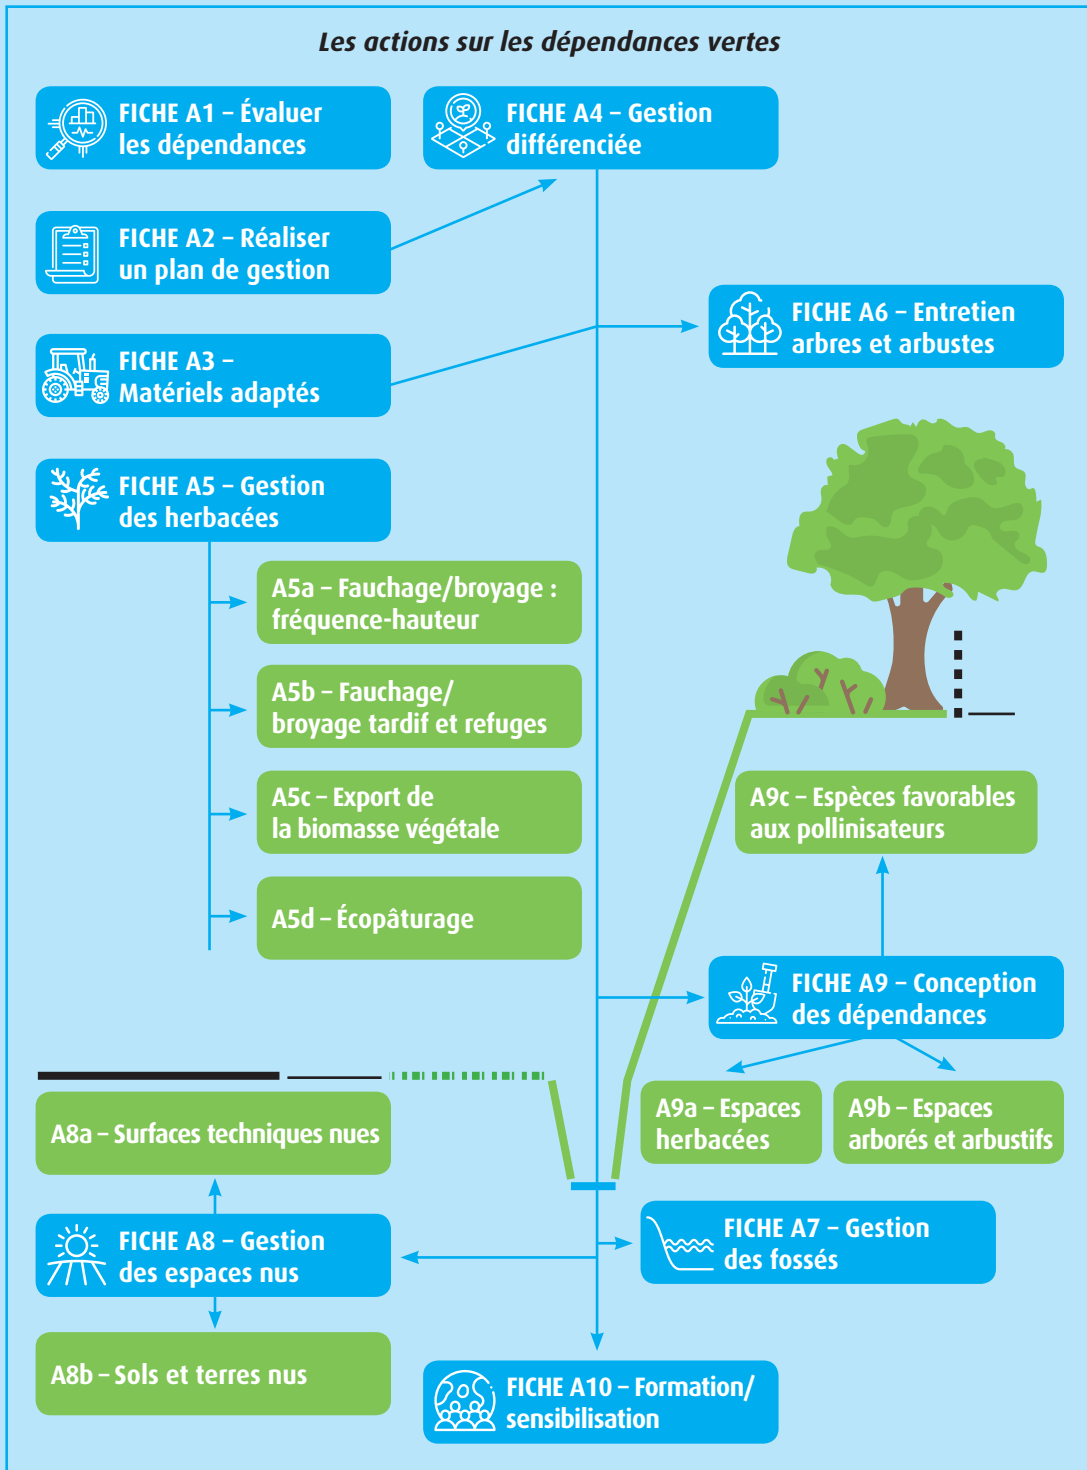 Les actions sur les dépendances vertes
FICHE A1 – Évaluer
les dépendances
FICHE A4 – Gestion
différenciée
FICHE A2 – Réaliser
un plan de gestion
FICHE A6 – Entretien
arbres et arbustes
FICHE A3 –
Matériels adaptés
FICHE A5 – Gestion
des herbacées
A5a – Fauchage/broyage :
fréquence-hauteur
A5b – Fauchage/
broyage tardif et refuges
A5c – Export de
la biomasse végétale
A9c – Espèces favorables
aux pollinisateurs
A5d – Écopâturage
FICHE A9 – Conception
des dépendances
A9a – Espaces
herbacées
A9b – Espaces
arborés et arbustifs
A8a – Surfaces techniques nues
FICHE A8 – Gestion
des espaces nus
FICHE A7 – Gestion
des fossés
A8b – Sols et terres nus
FICHE A10 – Formation/
sensibilisation